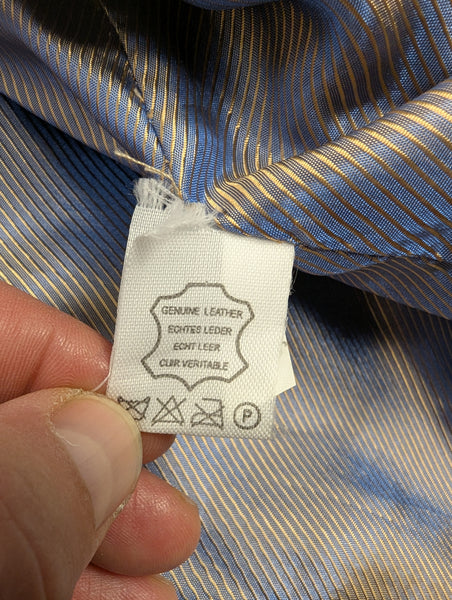 GENUINE LEATHER
ECHTES LEDER
ECHT LEER
CUIR VERITABLE
P